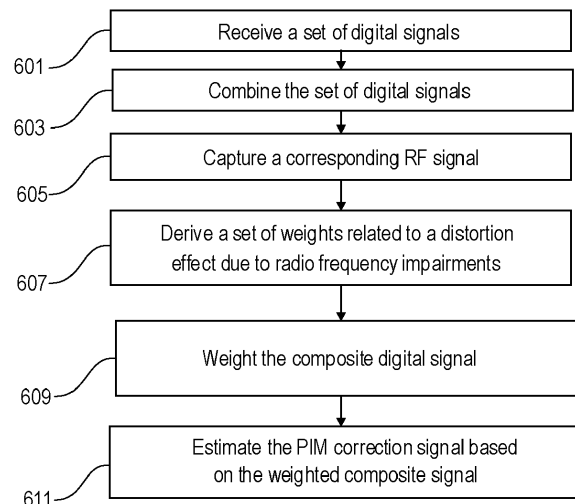 Receive a set of digital signals
601
Combine the set of digital signals
603
Capture a corresponding RF signal
605
Derive a set of weights related to a distortion
effect due to radio frequency impairments
607
Weight the composite digital signal
609
Estimate the PIM correction signal based
on the weighted composite signal
611